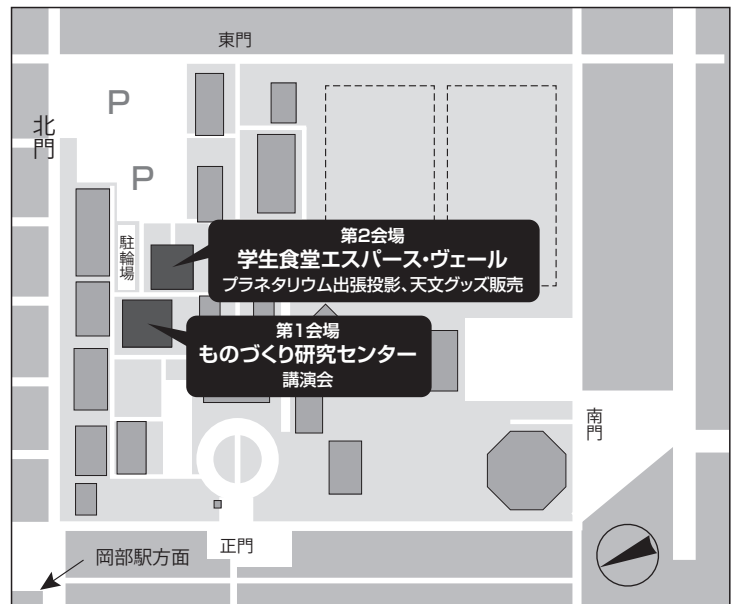 東門
P
北門
P
駐輪場
第2会場
学生食堂エスパース・ヴェール
プラネタリウム出張投影、天文グッズ販売
第1会場
ものづくり研究センター
講演会
南門
正門
岡部駅方面